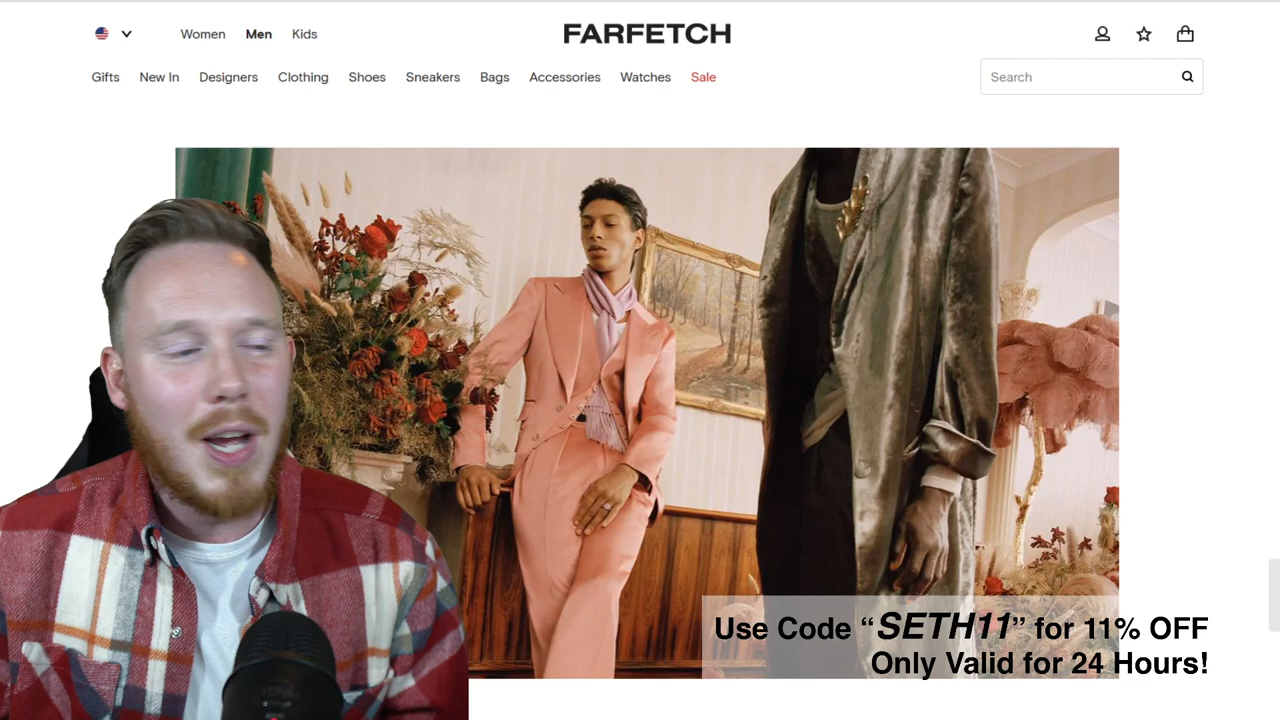 Women Men Kids
FARFETCH
Gifts New In Designers Clothing Shoes Sneakers Bags Accessories Watches Sale
Search
Use Code “SETH11” for 11% OFF
Only Valid for 24 Hours!